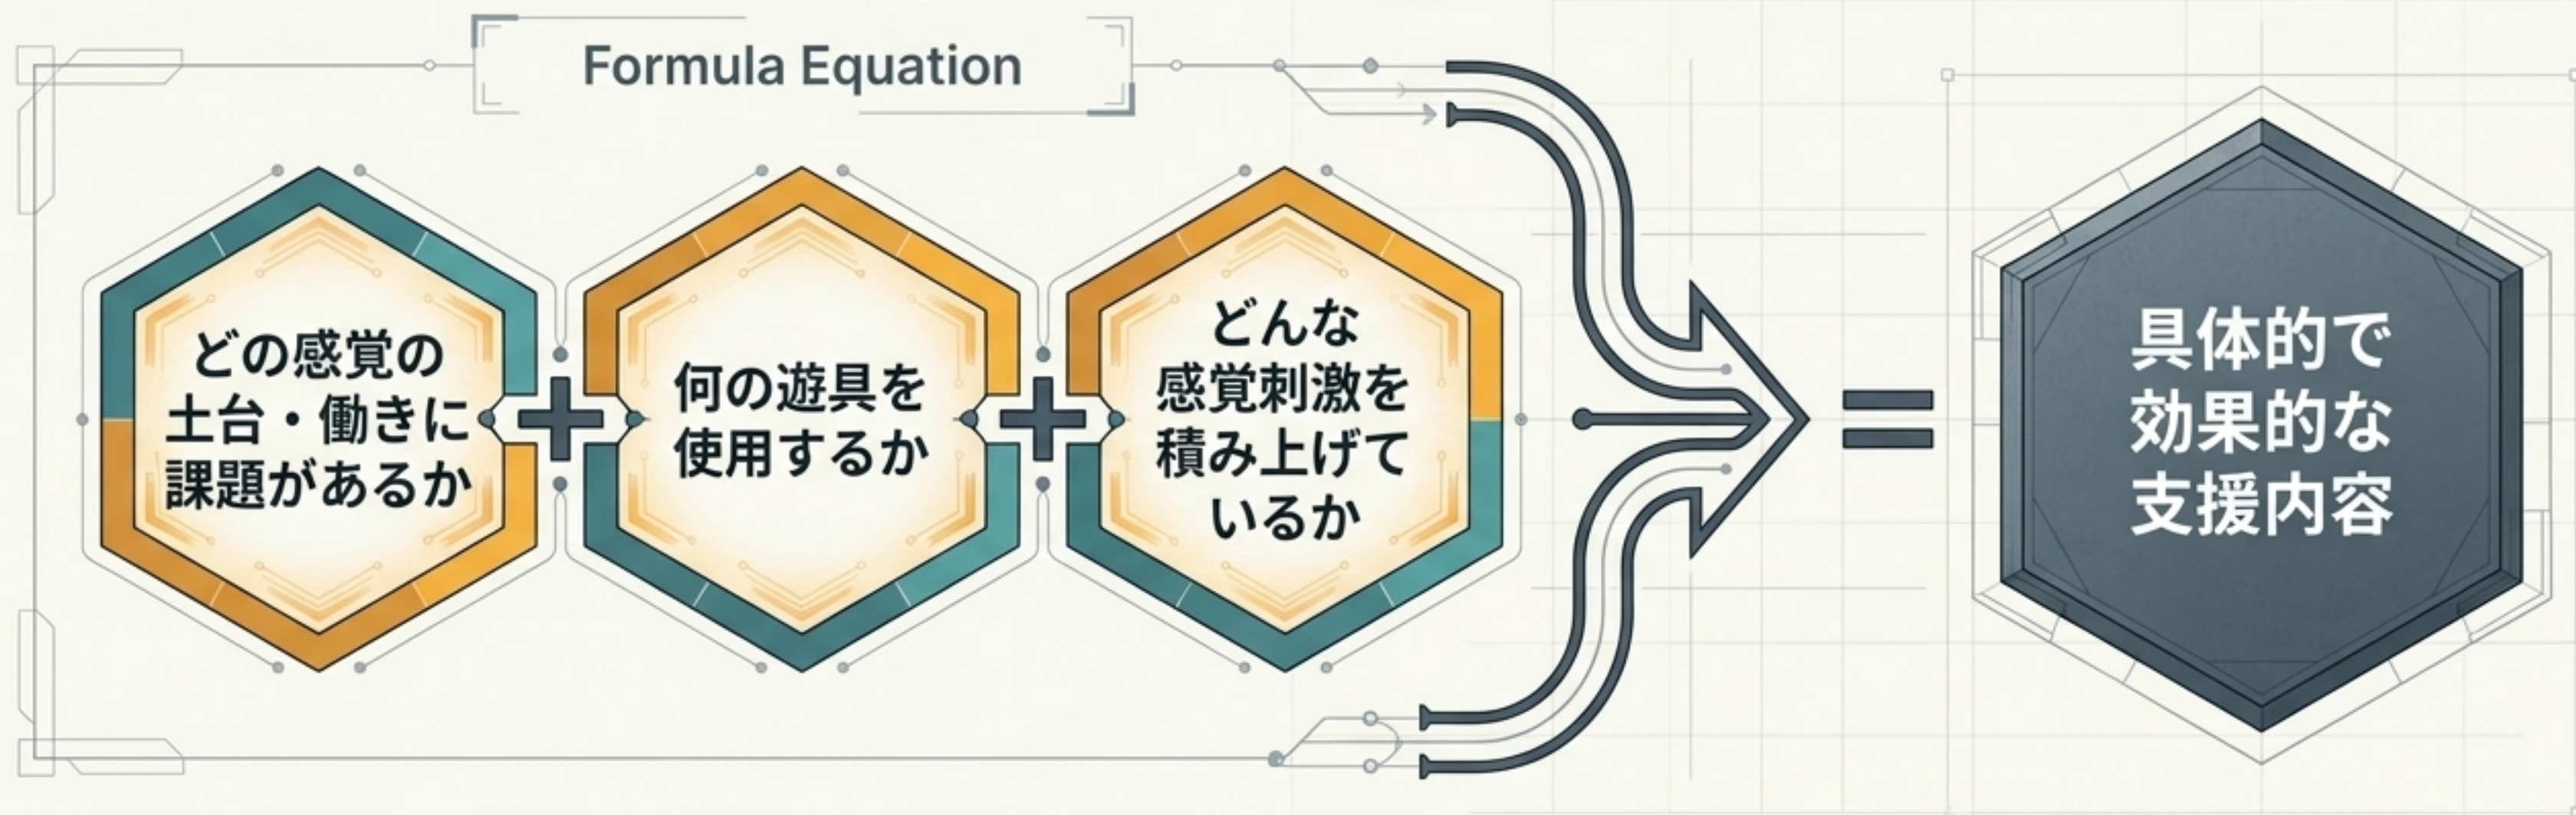 Formula Equation
どの感覚の
土台・働きに
課題があるか
+
何の遊具を
使用するか
+
どんな
感覚刺激を
積み上げて
いるか
=
具体的で
効果的な
支援内容